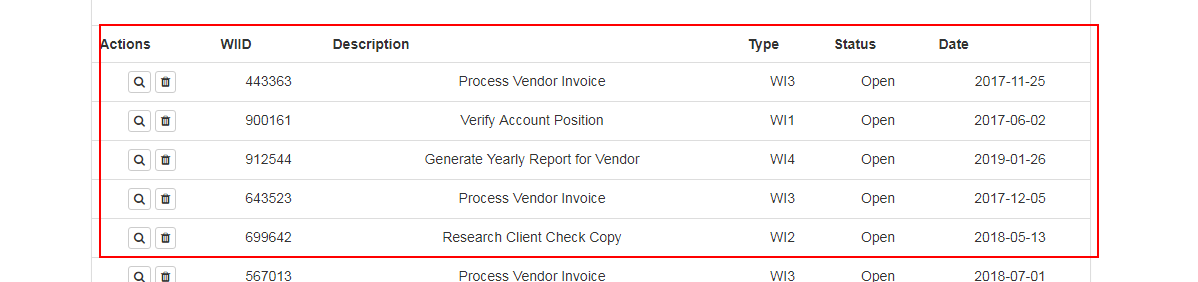 Actions WIID Description Type Status Date
443363 Process Vendor Invoice WI3 Open 2017-11-25
900161 Verify Account Position WI1 Open 2017-06-02
912544 Generate Yearly Report for Vendor WI4 Open 2019-01-26
643523 Process Vendor Invoice WI3 Open 2017-12-05
699642 Research Client Check Copy WI2 Open 2018-05-13
567013 Process Vendor Invoice WI3 Open 2018-07-01